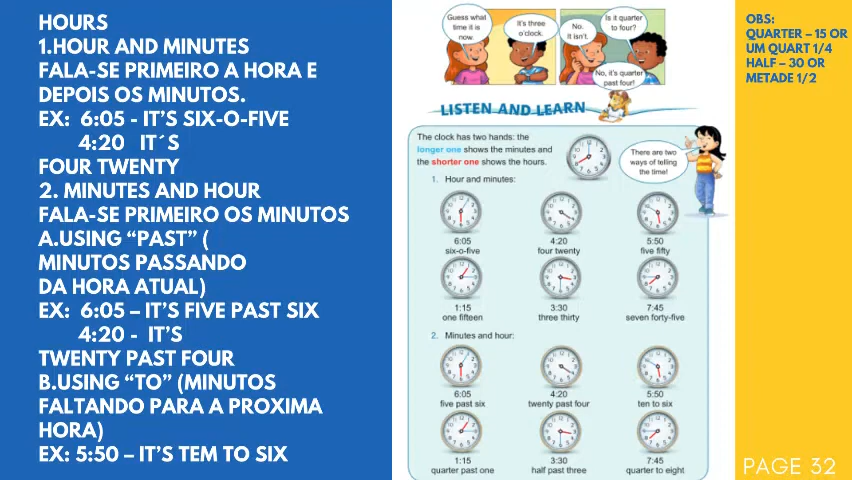 HOURS
1.HOUR AND MINUTES
FALA-SE PRIMEIRO A HORA E
DEPOIS OS MINUTOS.
EX: 6:05 - IT'S SIX-O-FIVE
4:20 IT´S
FOUR TWENTY
2. MINUTES AND HOUR
FALA-SE PRIMEIRO OS MINUTOS
A.USING “PAST” (
MINUTOS PASSANDO
DA HORA ATUAL)
EX: 6:05 – IT'S FIVE PAST SIX
4:20 - IT'S
TWENTY PAST FOUR
B.USING “TO” (MINUTOS
FALTANDO PARA A PROXIMA
HORA)
EX: 5:50 – IT'S TEM TO SIX
Guess what
time it is
now.
It's three
o'clock.
No.
It isn't.
Is it quarter
to four?
No, it's quarter
past four!
LISTEN AND LEARN
The clock has two hands: the
longer one shows the minutes and
the shorter one shows the hours.
There are two
ways of telling
the time!
1. Hour and minutes:
6:05 4:20 5:50
six-o-five four twenty five fifty
1:15 3:30 7:45
one fifteen three thirty seven forty-five
2. Minutes and hour:
6:05 4:20 5:50
five past six twenty past four ten to six
1:15 3:30 7:45
quarter past one half past three quarter to eight
OBS:
QUARTER – 15 OR
UM QUART 1/4
HALF – 30 OR
METADE 1/2
PAGE 32